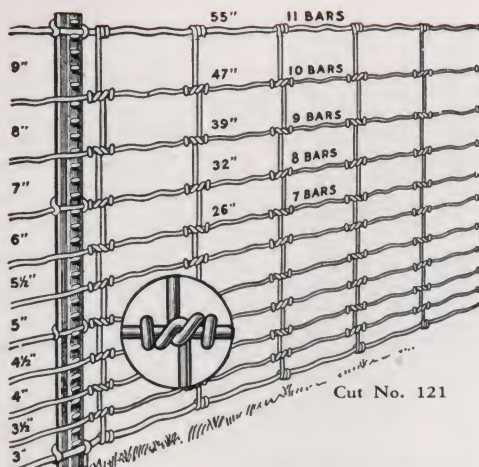 55" 11 BARS
9"
47" 10 BARS
8"
39" 9 BARS
7"
32" 8 BARS
6"
26" 7 BARS
5½"
5"
4½"
4"
3½"
3"
Cut No. 121